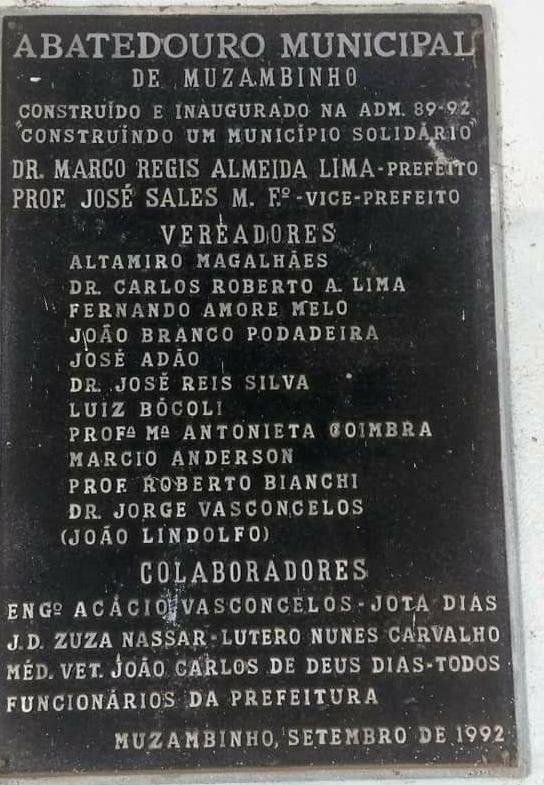 ABATEDOURO MUNICIPAL
DE MUZAMBINHO
CONSTRUÍDO E INAUGURADO NA ADM. 89-92
"CONSTRUÍNDO UM MUNICÍPIO SOLIDÁRIO"
DR. MARCO REGIS ALMEIDA LIMA-PREFEITO
PROF. JOSÉ SALES M. F.º-VICE-PREFEITO
VEREADORES
ALTAMIRO MAGALHÃES
DR. CARLOS ROBERTO A. LIMA
FERNANDO AMORE MELO
JOÃO BRANCO PODADEIRA
JOSÉ ADÃO
DR. JOSÉ REIS SILVA
LUIZ BÓCOLI
PROFª Mª ANTONIETA COIMBRA
MARCIO ANDERSON
PROF. ROBERTO BIANCHI
DR. JORGE VASCONCELOS
(JOÃO LINDOLFO)
COLABORADORES
ENGº ACÁCIO VASCONCELOS-JOTA DIAS
J.D. ZUZA NASSAR-LUTERO NUNES CARVALHO
MÉD. VET. JOÃO CARLOS DE DEUS DIAS-TODOS
FUNCIONÁRIOS DA PREFEITURA
MUZAMBINHO, SETEMBRO DE 1992